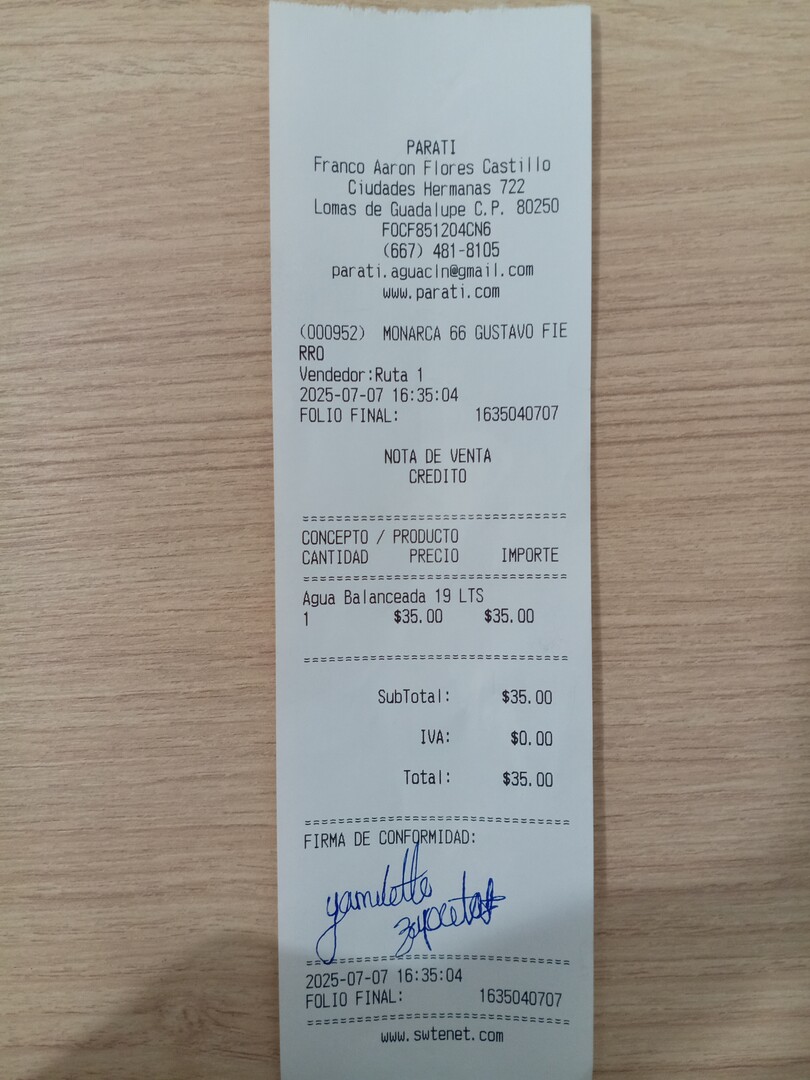 PARATI
Franco Aaron Flores Castillo
Ciudades Hermanas 722
Lomas de Guadalupe C.P. 80250
FOCF851204CN6
(667) 481-8105
parati.aguacln@gmail.com
www.parati.com
(000952) MONARCA 66 GUSTAVO FIE
RRO
Vendedor:Ruta 1
2025-07-07 16:35:04
FOLIO FINAL: 1635040707
NOTA DE VENTA
CREDITO
================================
CONCEPTO / PRODUCTO
CANTIDAD PRECIO IMPORTE
================================
Agua Balanceada 19 LTS
1 $35.00 $35.00
================================
SubTotal: $35.00
IVA: $0.00
Total: $35.00
================================
FIRMA DE CONFORMIDAD:
yamilette
================================
2025-07-07 16:35:04
FOLIO FINAL: 1635040707
================================
www.swtenet.com